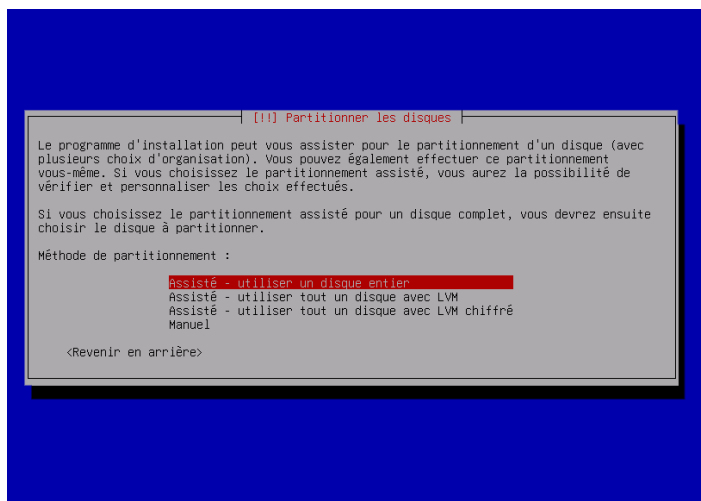 [!!] Partitionner les disques
Le programme d'installation peut vous assister pour le partitionnement d'un disque (avec
plusieurs choix d'organisation). Vous pouvez également effectuer ce partitionnement
vous-même. Si vous choisissez le partitionnement assisté, vous aurez la possibilité de
vérifier et personnaliser les choix effectués.
Si vous choisissez le partitionnement assisté pour un disque complet, vous devrez ensuite
choisir le disque à partitionner.
Méthode de partitionnement :
Assisté - utiliser un disque entier
Assisté - utiliser tout un disque avec LVM
Assisté - utiliser tout un disque avec LVM chiffré
Manuel
<Revenir en arrière>